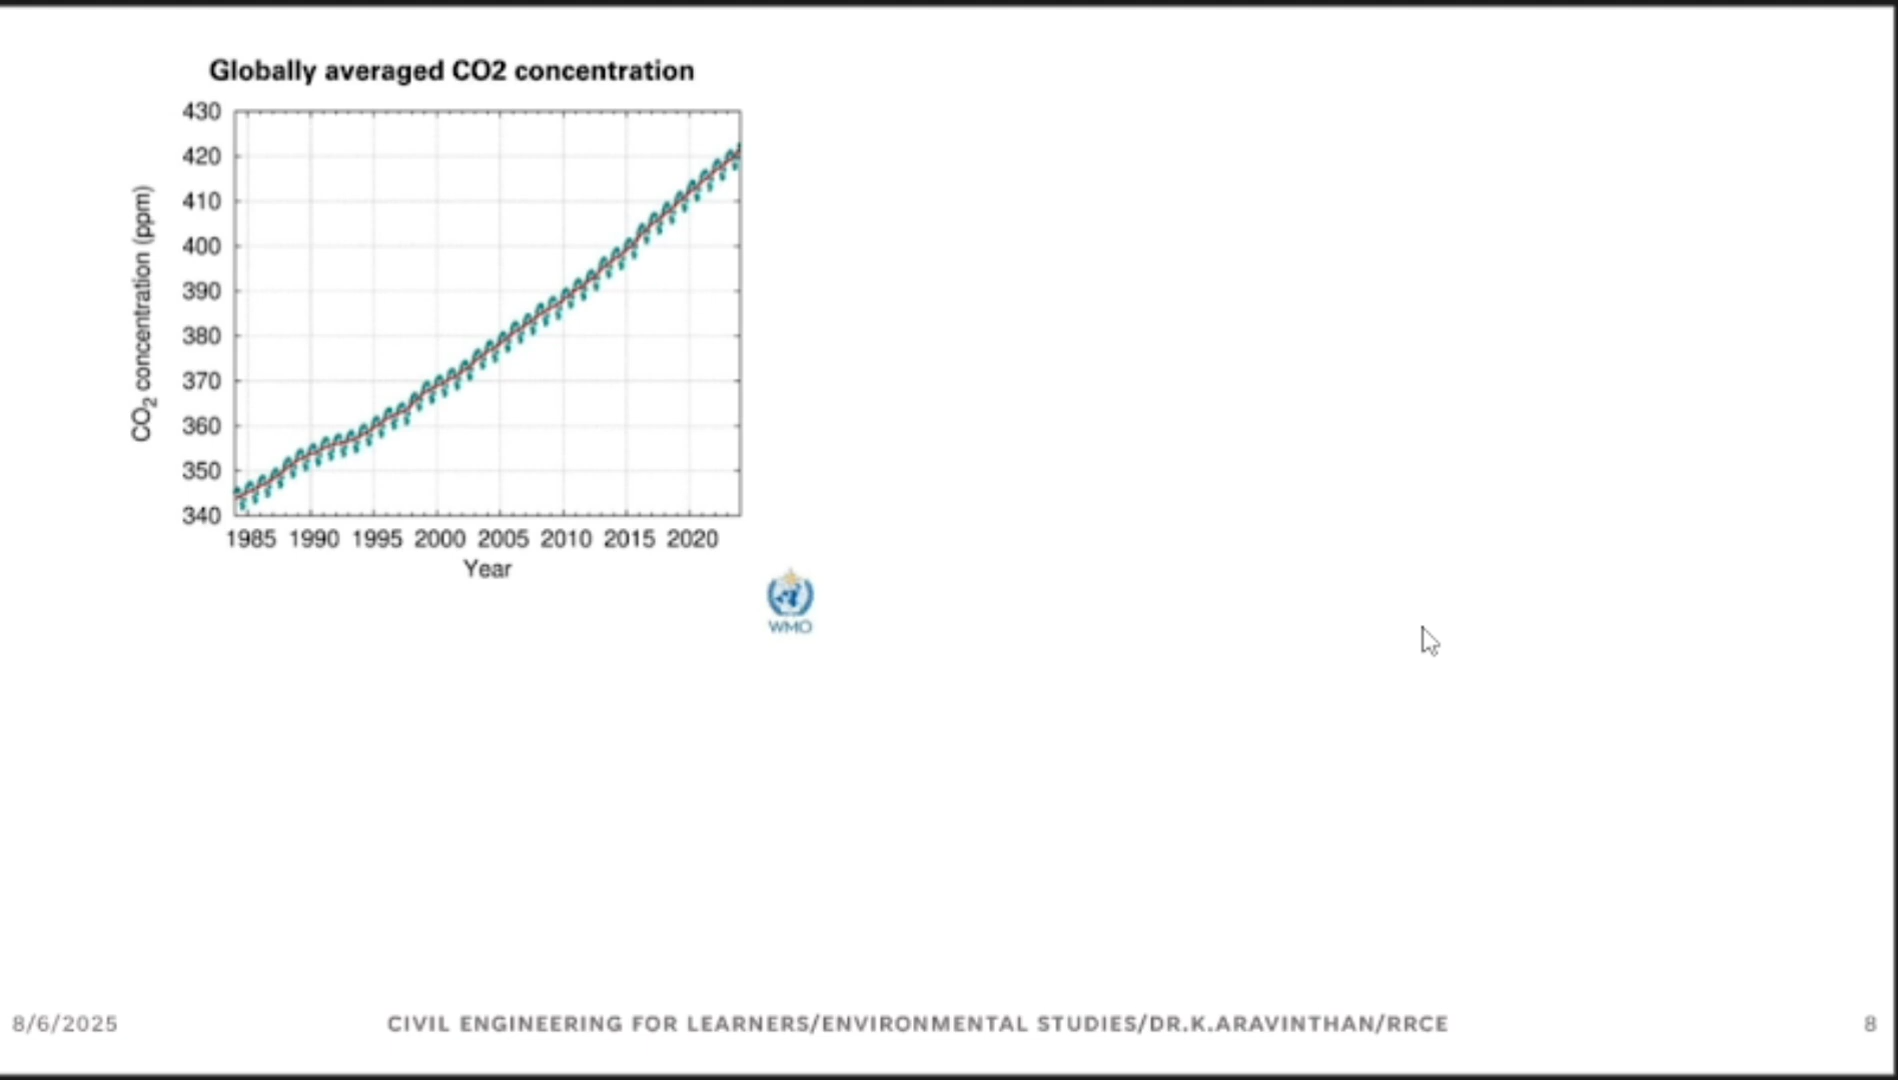 Globally averaged CO2 concentration
430
420
410
400
390
380
370
360
350
340
CO₂ concentration (ppm)
1985 1990 1995 2000 2005 2010 2015 2020
Year
WMO
8/6/2025
CIVIL ENGINEERING FOR LEARNERS/ENVIRONMENTAL STUDIES/DR.K.ARAVINTHAN/RRCE
8